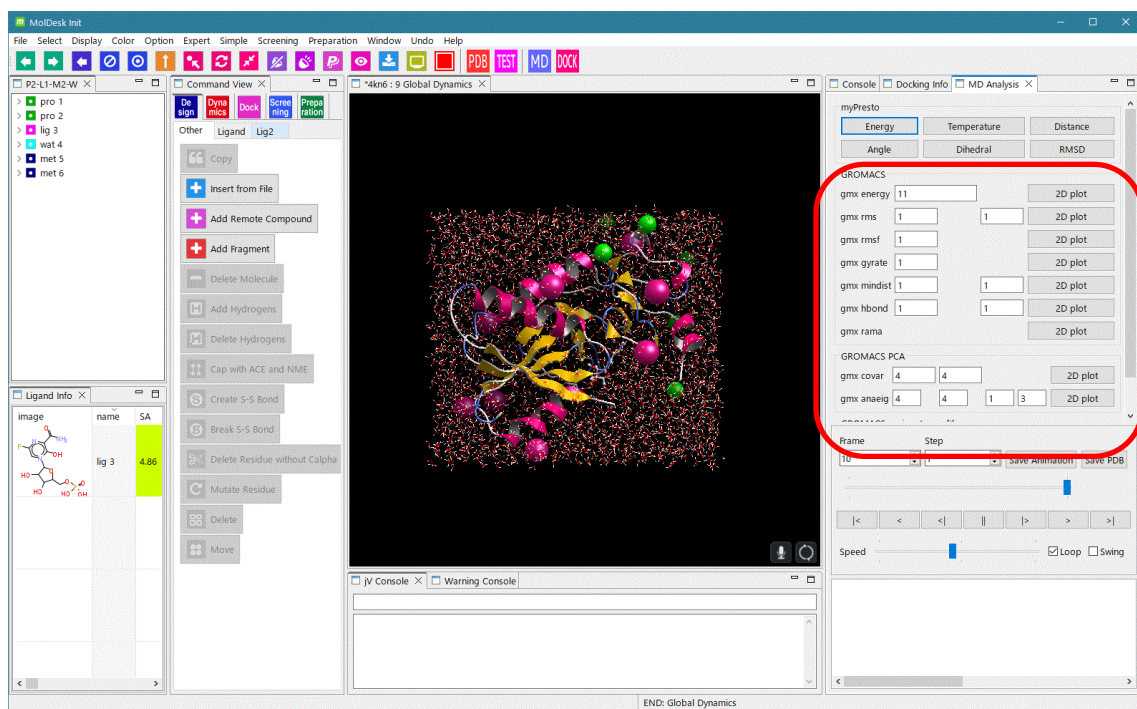 MolDesk Init
File Select Display Color Option Expert Simple Screening Preparation Window Undo Help
PDB TEST MD DOCK
P2-L1-M2-W
pro 1
pro 2
lig 3
wat 4
met 5
met 6
Ligand Info
image name SA
lig 3 4.86
F N O NH₂ OH
HO O HO OH O P O HO OH
Command View
De sign
Dyna mics
Dock
Scree ning
Prepa ration
Other Ligand Lig2
Copy
Insert from File
Add Remote Compound
Add Fragment
Delete Molecule
Add Hydrogens
Delete Hydrogens
Cap with ACE and NME
Create S-S Bond
Break S-S Bond
Delete Residue without Calpha
Mutate Residue
Delete
Move
*4kn6 : 9 Global Dynamics
jV Console Warning Console
Console Docking Info MD Analysis
myPresto
Energy Temperature Distance
Angle Dihedral RMSD
GROMACS
gmx energy 11 2D plot
gmx rms 1 1 2D plot
gmx rmsf 1 2D plot
gmx gyrate 1 2D plot
gmx mindist 1 1 2D plot
gmx hbond 1 1 2D plot
gmx rama 2D plot
GROMACS PCA
gmx covar 4 4 2D plot
gmx anaeig 4 4 1 3 2D plot
Frame Step
10 1 Save Animation Save PDB
|< < <| || |> > >|
Speed Loop Swing
END: Global Dynamics